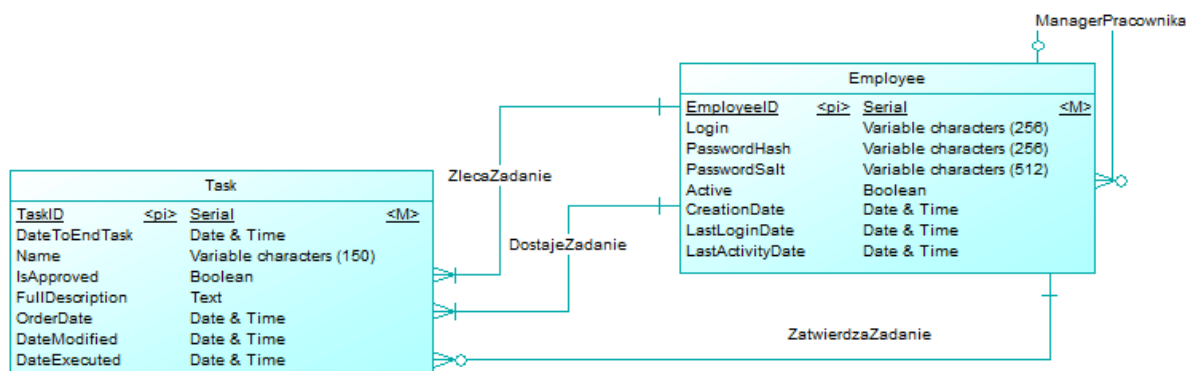 ManagerPracownika
Employee
EmployeeID <pi> Serial <M>
Login Variable characters (256)
PasswordHash Variable characters (256)
PasswordSalt Variable characters (512)
Active Boolean
CreationDate Date & Time
LastLoginDate Date & Time
LastActivityDate Date & Time
ZlecaZadanie
DostajeZadanie
ZatwierdzaZadanie
Task
TaskID <pi> Serial <M>
DateToEndTask Date & Time
Name Variable characters (150)
IsApproved Boolean
FullDescription Text
OrderDate Date & Time
DateModified Date & Time
DateExecuted Date & Time